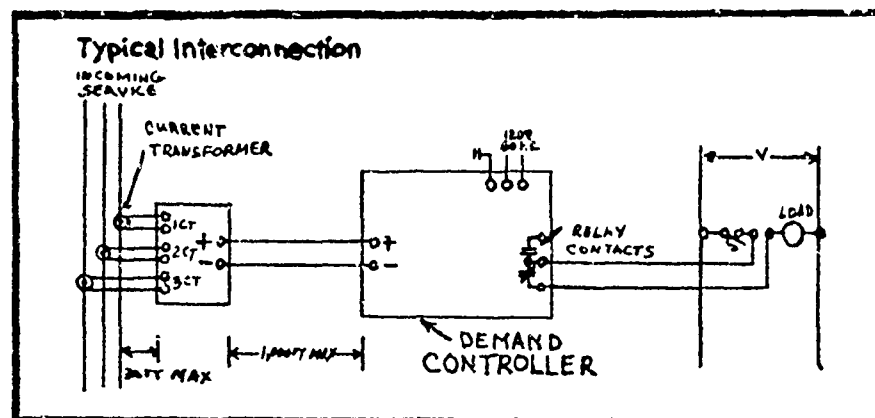 Typical Interconnection
INCOMING
SERVICE
CURRENT
TRANSFORMER
H
120V
60 H.Z
V
1CT
2CT
3CT
+
-
+
-
RELAY
CONTACTS
S
LOAD
MAX
MAX
DEMAND
CONTROLLER